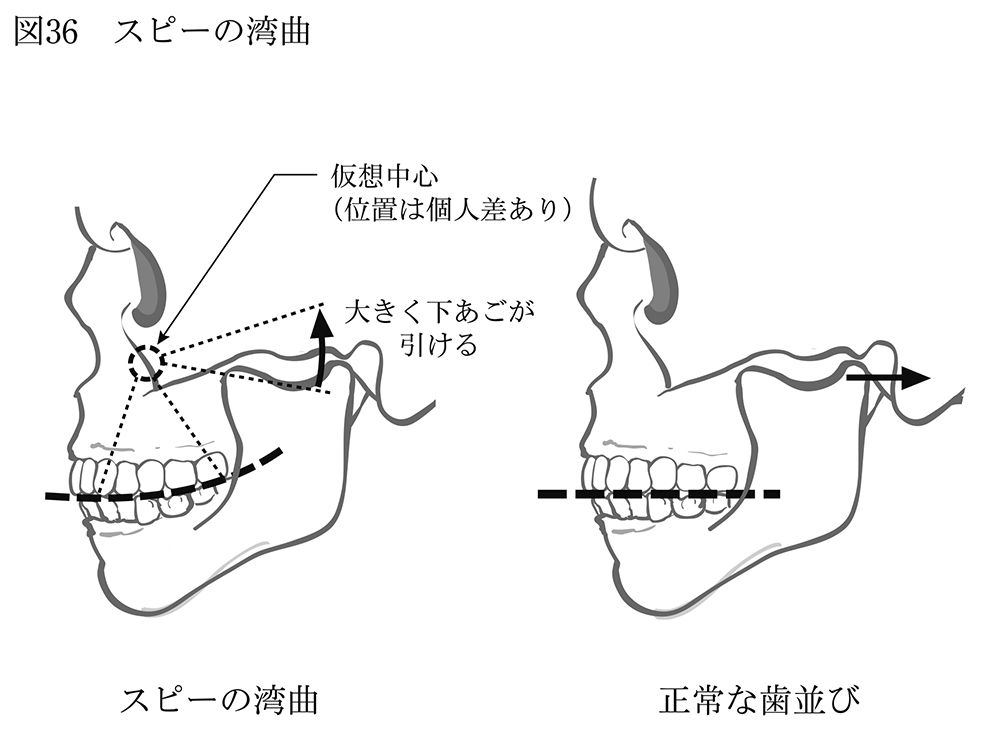 図36　スピーの湾曲
仮想中心
（位置は個人差あり）
大きく下あごが
引ける
スピーの湾曲
正常な歯並び